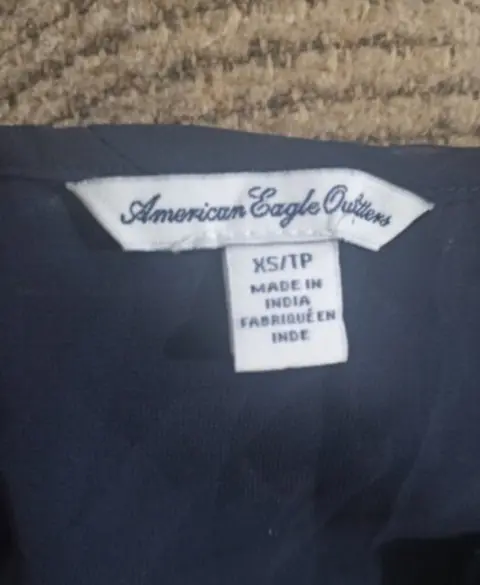 American Eagle Outfitters
XS/TP
MADE IN
INDIA
FABRIQUÉ EN
INDE